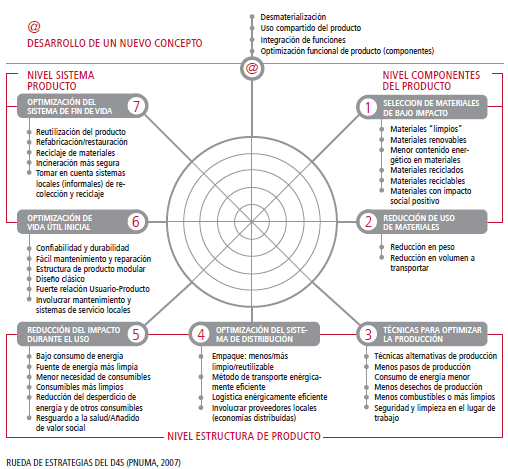 @
DESARROLLO DE UN NUEVO CONCEPTO
Desmaterialización
Uso compartido del producto
Integración de funciones
Optimización funcional de producto (componentes)
@
NIVEL SISTEMA
PRODUCTO
NIVEL COMPONENTES
DEL PRODUCTO
OPTIMIZACIÓN DEL
SISTEMA DE FIN DE VIDA
7
Reutilización del producto
Refabricación/restauración
Reciclaje de materiales
Incineración más segura
Tomar en cuenta sistemas
locales (informales) de re-
colección y reciclaje
1
SELECCION DE MATERIALES
DE BAJO IMPACTO
Materiales "limpios"
Materiales renovables
Menor contenido ener-
gético en materiales
Materiales reciclados
Materiales reciclables
Materiales con impacto
social positivo
OPTIMIZACIÓN DE
VIDA ÚTIL INICIAL
6
Confiabilidad y durabilidad
Fácil mantenimiento y reparación
Estructura de producto modular
Diseño clásico
Fuerte relación Usuario-Producto
Involucrar mantenimiento y
sistemas de servicio locales
2
REDUCCIÓN DE USO
DE MATERIALES
Reducción en peso
Reducción en volumen a
transportar
REDUCCIÓN DEL IMPACTO
DURANTE EL USO
5
Bajo consumo de energía
Fuente de energía más limpia
Menor necesidad de consumibles
Consumibles más limpios
Reducción del desperdicio de
energía y de otros consumibles
Resguardo a la salud/Añadido
de valor social
4
OPTIMIZACIÓN DEL SISTE-
MA DE DISTRIBUCIÓN
Empaque: menos/más
limpio/reutilizable
Método de transporte enérgica-
mente eficiente
Logística enérgicamente eficiente
Involucrar proveedores locales
(economías distribuídas)
3
TÉCNICAS PARA OPTIMIZAR
LA PRODUCCIÓN
Técnicas alternativas de producción
Menos pasos de producción
Consumo de energía menor
Menos desechos de producción
Menos combustibles o más limpios
Seguridad y limpieza en el lugar de
trabajo
NIVEL ESTRUCTURA DE PRODUCTO
RUEDA DE ESTRATEGIAS DEL D4S (PNUMA, 2007)